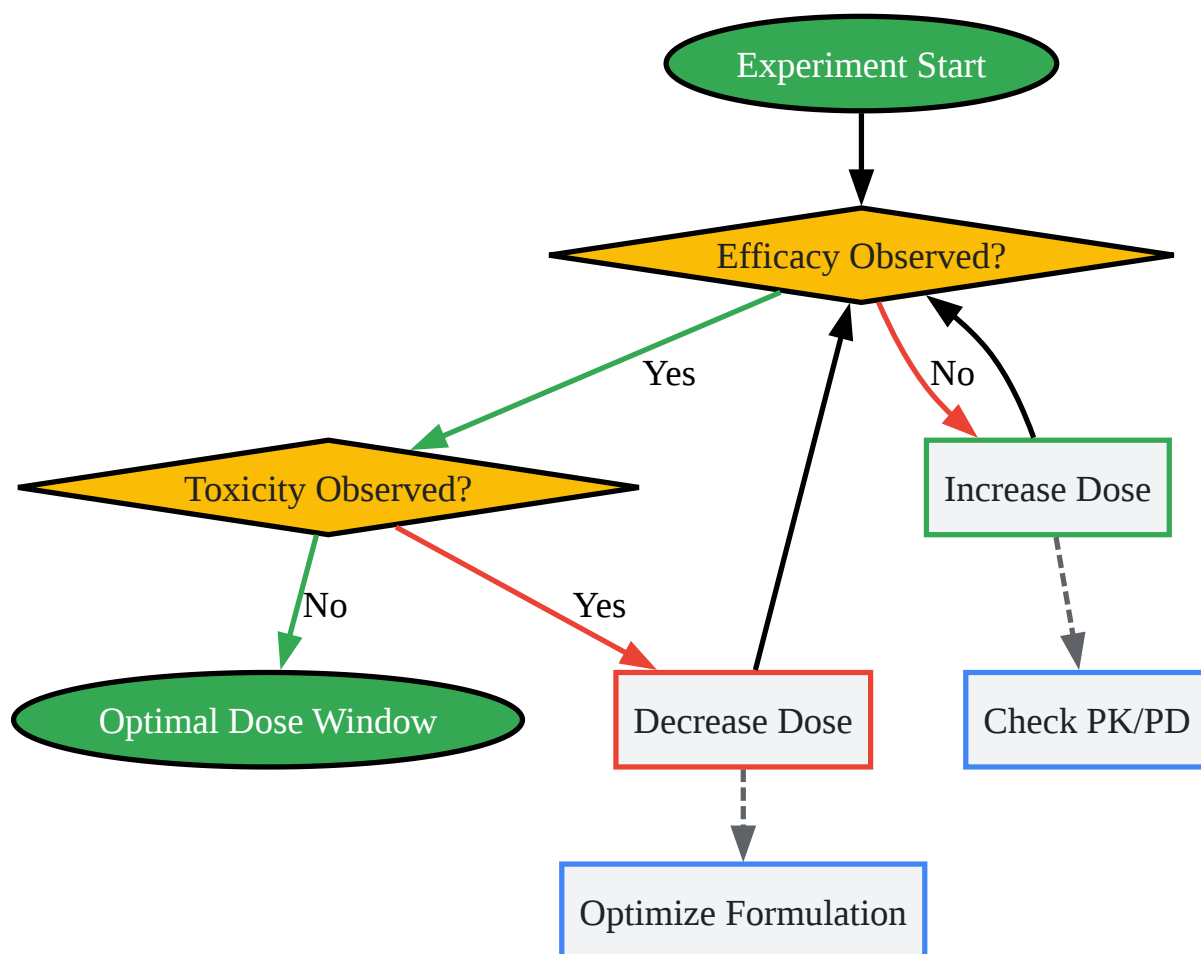 Experiment Start
Efficacy Observed?
Yes
No
Toxicity Observed?
Increase Dose
No
Yes
Optimal Dose Window
Decrease Dose
Check PK/PD
Optimize Formulation